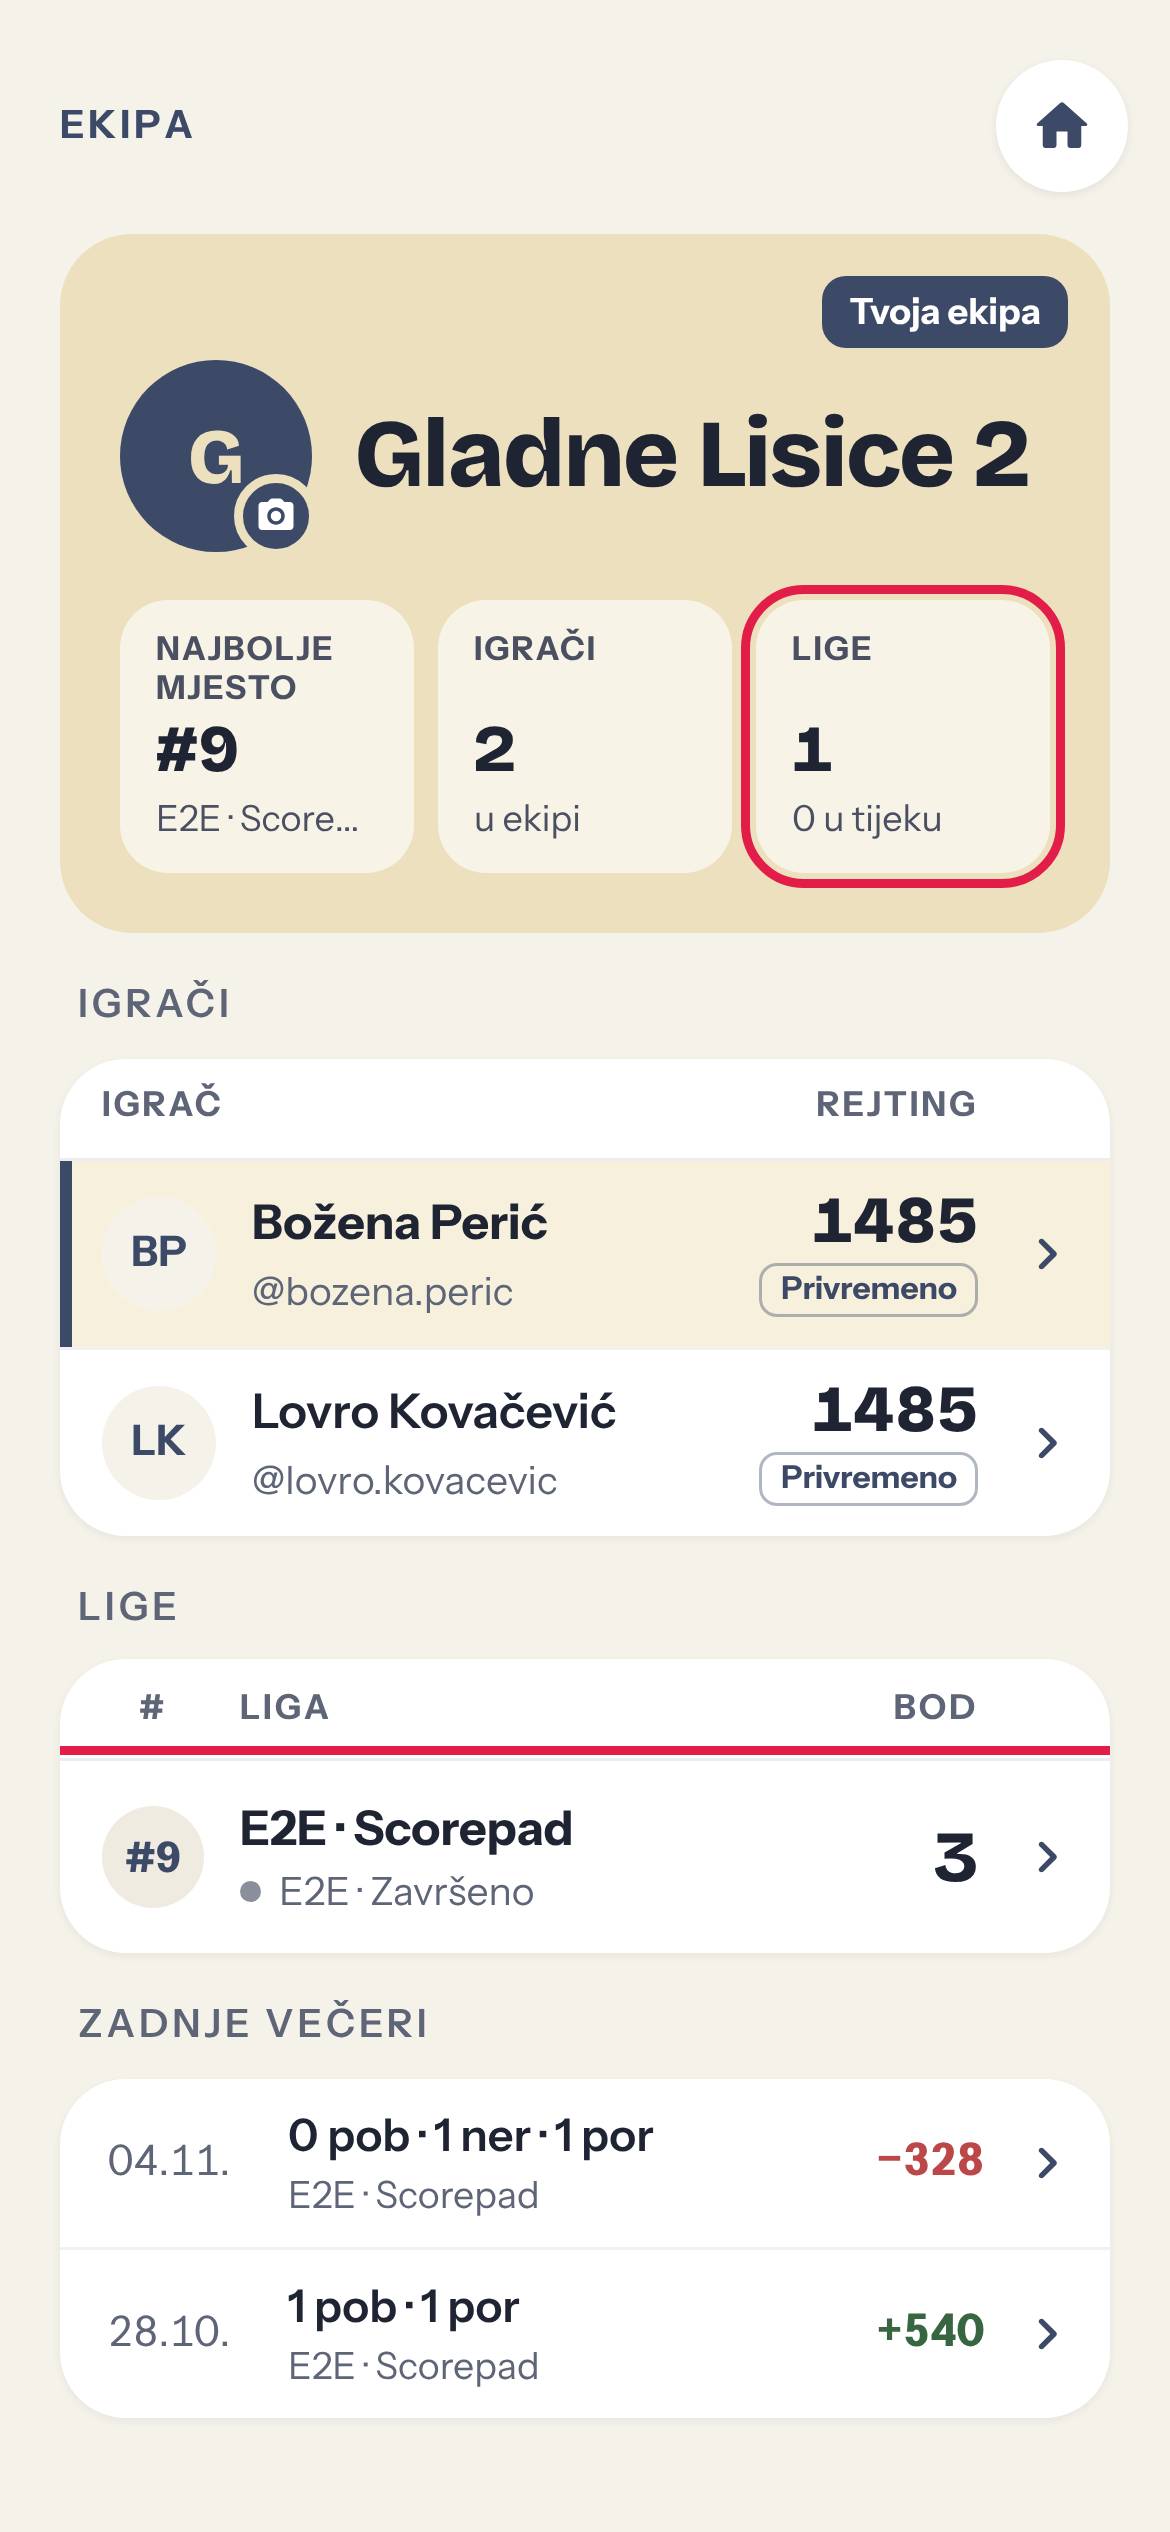 EKIPA
Tvoja ekipa
G
Gladne Lisice 2
NAJBOLJE
MJESTO
#9
E2E · Score...
IGRAČI
2
u ekipi
LIGE
1
0 u tijeku
IGRAČI
IGRAČ
REJTING
BP
Božena Perić
@bozena.peric
1485
Privremeno
LK
Lovro Kovačević
@lovro.kovacevic
1485
Privremeno
LIGE
#
LIGA
BOD
#9
E2E · Scorepad
E2E · Završeno
3
ZADNJE VEČERI
04.11.
0 pob · 1 ner · 1 por
E2E · Scorepad
−328
28.10.
1 pob · 1 por
E2E · Scorepad
+540